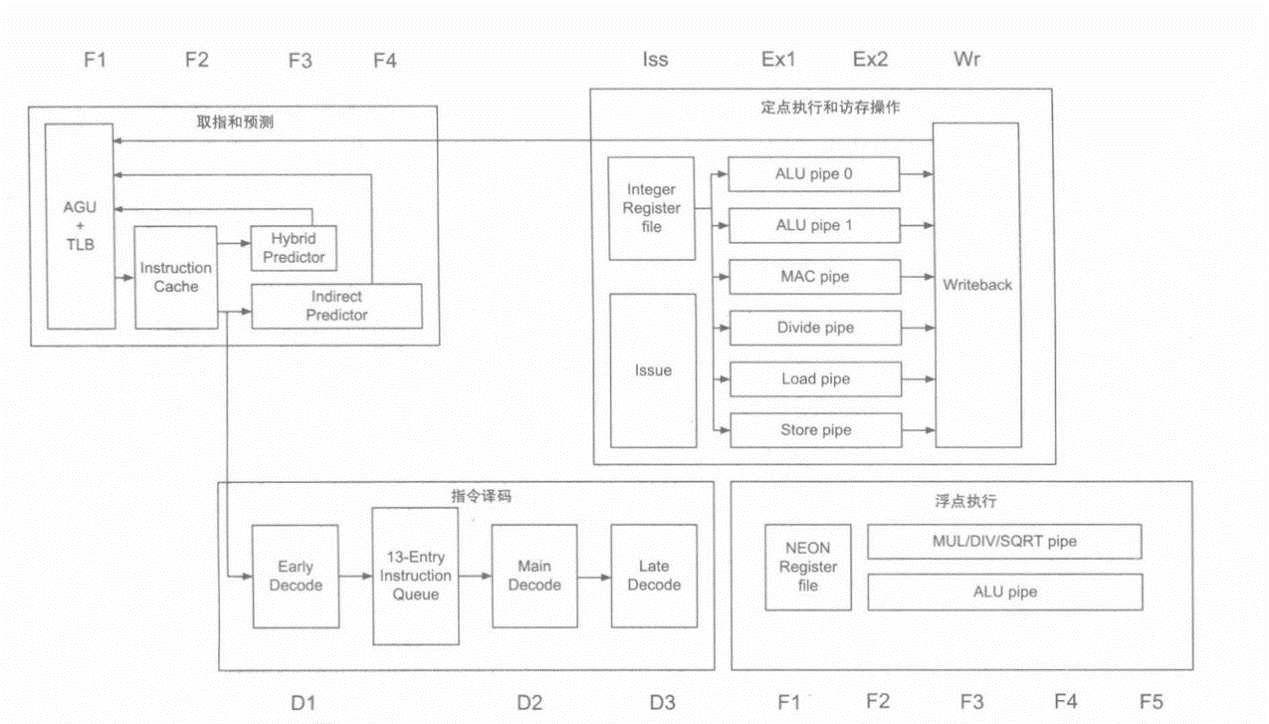 F1 F2 F3 F4
Iss Ex1 Ex2 Wr
取指和预测
AGU
+
TLB
Instruction
Cache
Hybrid
Predictor
Indirect
Predictor
定点执行和访存操作
Integer
Register
file
Issue
ALU pipe 0
ALU pipe 1
MAC pipe
Divide pipe
Load pipe
Store pipe
Writeback
指令译码
Early
Decode
13-Entry
Instruction
Queue
Main
Decode
Late
Decode
D1 D2 D3
浮点执行
NEON
Register
file
MUL/DIV/SQRT pipe
ALU pipe
F1 F2 F3 F4 F5